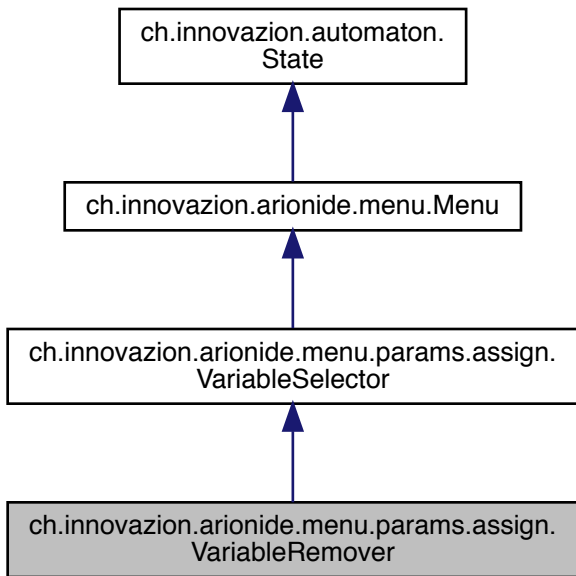 ch.innovazion.automaton.
State
ch.innovazion.arionide.menu.Menu
ch.innovazion.arionide.menu.params.assign.
VariableSelector
ch.innovazion.arionide.menu.params.assign.
VariableRemover